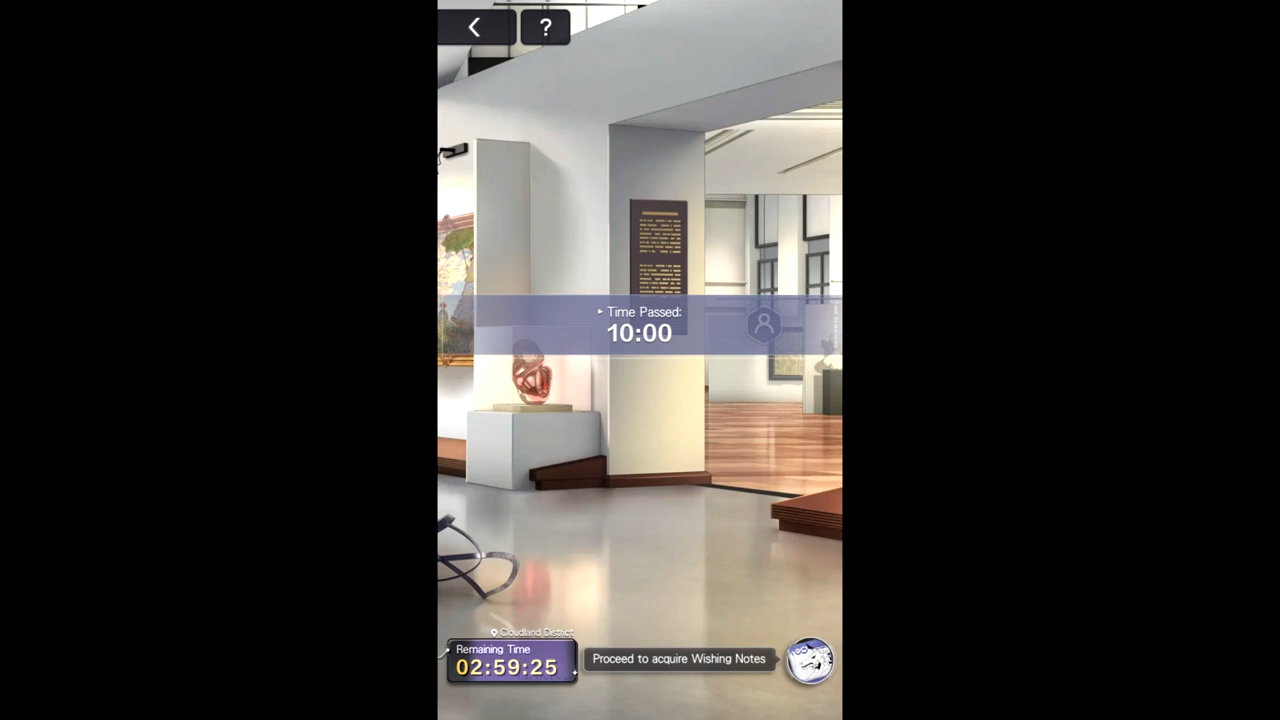 ?
▸ Time Passed:
10:00
Cloudland District
Remaining Time
02:59:25
Proceed to acquire Wishing Notes